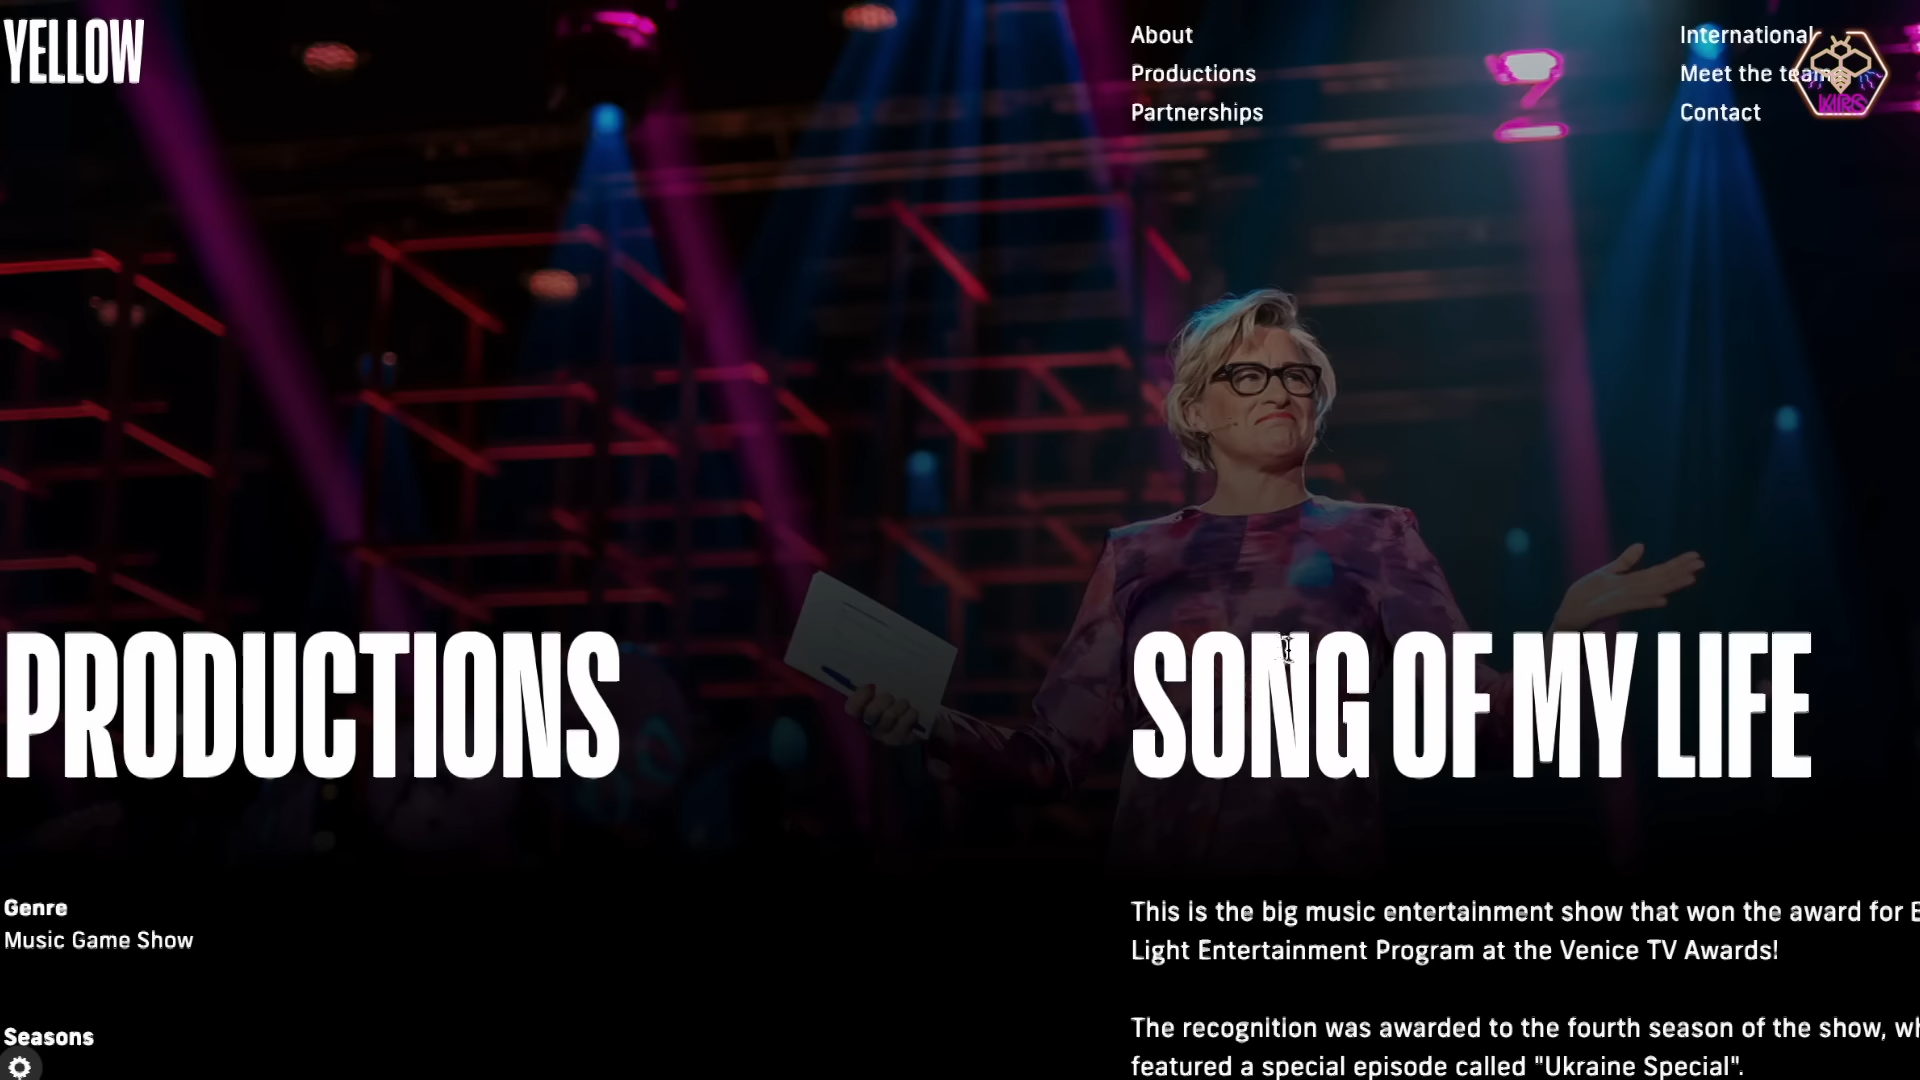 YELLOW
About
Productions
Partnerships
International
Meet the team
Contact
KIRS
PRODUCTIONS
SONG OF MY LIFE
Genre
Music Game Show
Seasons
This is the big music entertainment show that won the award for
Light Entertainment Program at the Venice TV Awards!
The recognition was awarded to the fourth season of the show,
featured a special episode called "Ukraine Special".